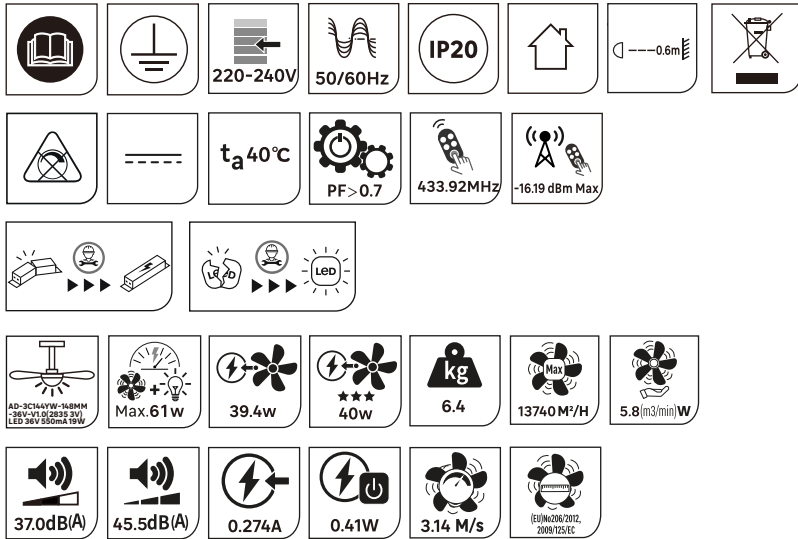 220-240V
50/60Hz
IP20
0.6m
ta 40°C
PF>0.7
433.92MHz
-16.19 dBm Max
LED
LED
AD-3C144YW-148MM
-36V-V1.0(2835 3V)
LED 36V 550mA 19W
Max.61w
39.4w
40w
kg
6.4
Max
13740 M²/H
5.8(m3/min)W
37.0dB(A)
45.5dB(A)
0.274A
0.41W
3.14 M/s
(EU)No206/2012,
2009/125/EC